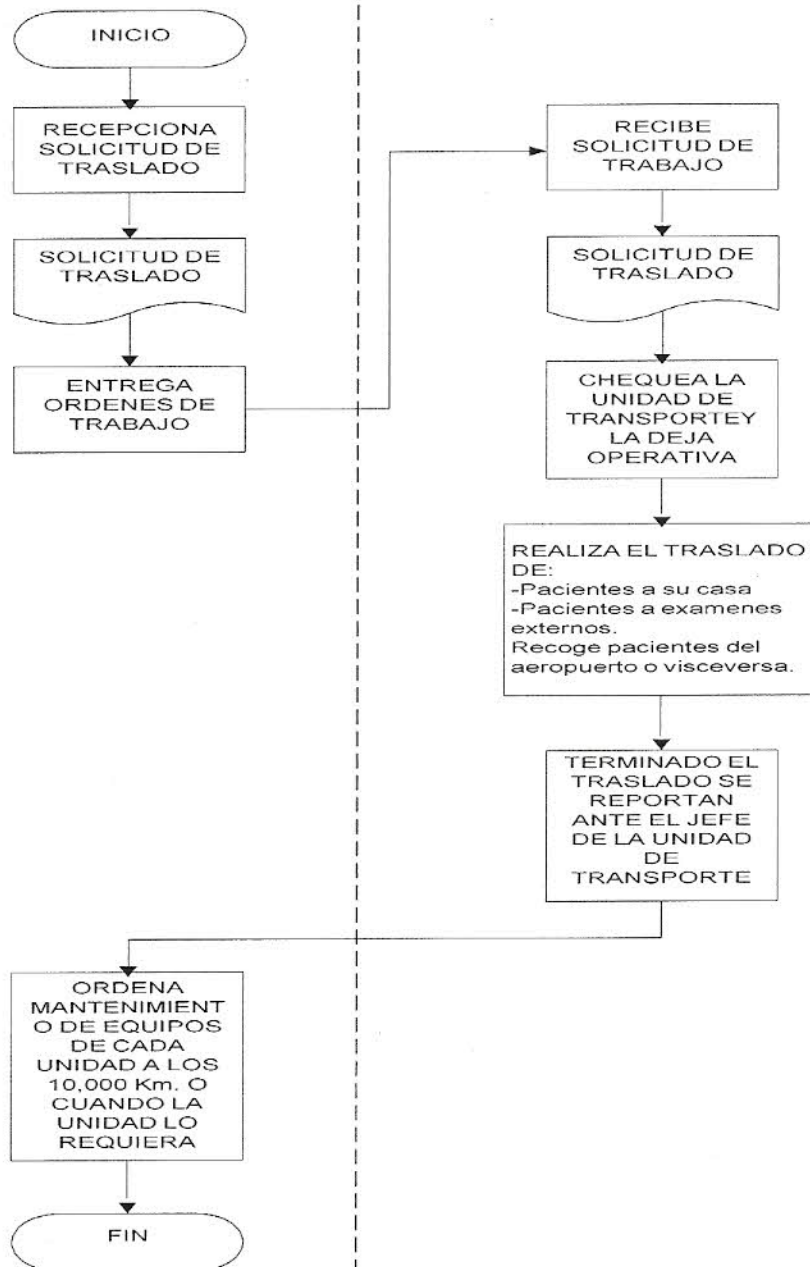 INICIO
RECEPCIONA
SOLICITUD DE
TRASLADO
SOLICITUD DE
TRASLADO
ENTREGA
ORDENES DE
TRABAJO
RECIBE
SOLICITUD DE
TRABAJO
SOLICITUD DE
TRASLADO
CHEQUEA LA
UNIDAD DE
TRANSPORTEY
LA DEJA
OPERATIVA
REALIZA EL TRASLADO
DE:
-Pacientes a su casa
-Pacientes a examenes
externos.
Recoge pacientes del
aeropuerto o visceversa.
TERMINADO EL
TRASLADO SE
REPORTAN
ANTE EL JEFE
DE LA UNIDAD
DE
TRANSPORTE
ORDENA
MANTENIMIENT
O DE EQUIPOS
DE CADA
UNIDAD A LOS
10,000 Km. O
CUANDO LA
UNIDAD LO
REQUIERA
FIN